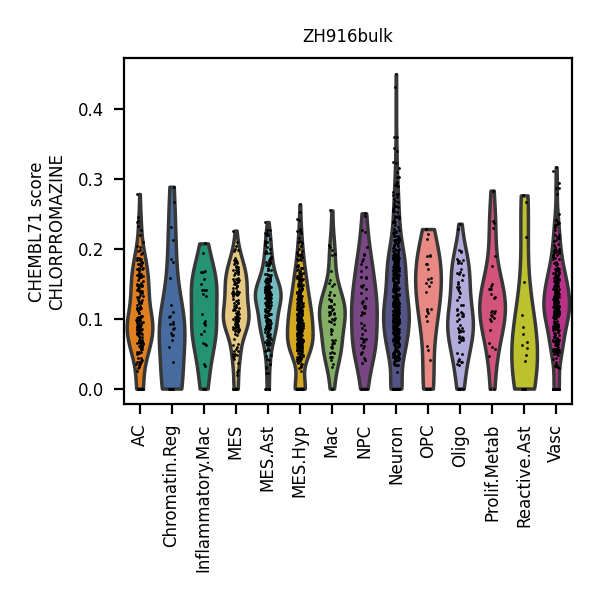 ZH916bulk
CHEMBL71 score
CHLORPROMAZINE
0.4
0.3
0.2
0.1
0.0
AC
Chromatin.Reg
Inflammatory.Mac
MES
MES.Ast
MES.Hyp
Mac
NPC
Neuron
OPC
Oligo
Prolif.Metab
Reactive.Ast
Vasc